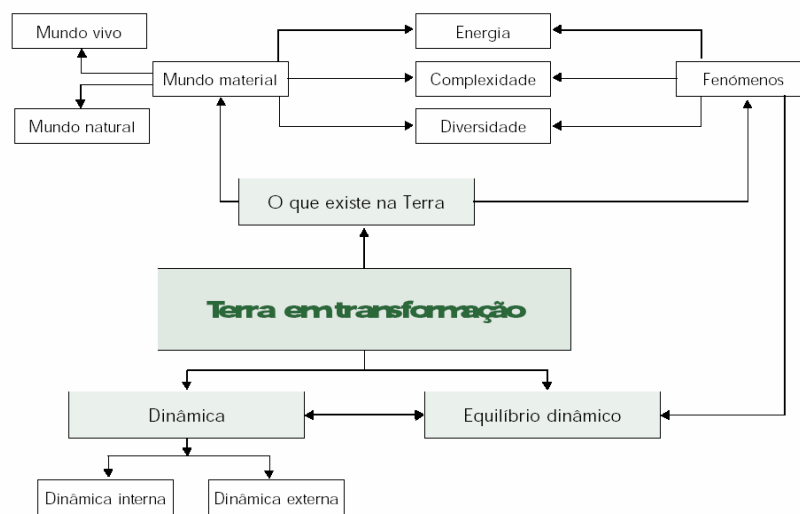 Mundo vivo
Energia
Mundo material
Complexidade
Fenómenos
Mundo natural
Diversidade
O que existe na Terra
Terra em transformação
Dinâmica
Equilíbrio dinâmico
Dinâmica interna
Dinâmica externa